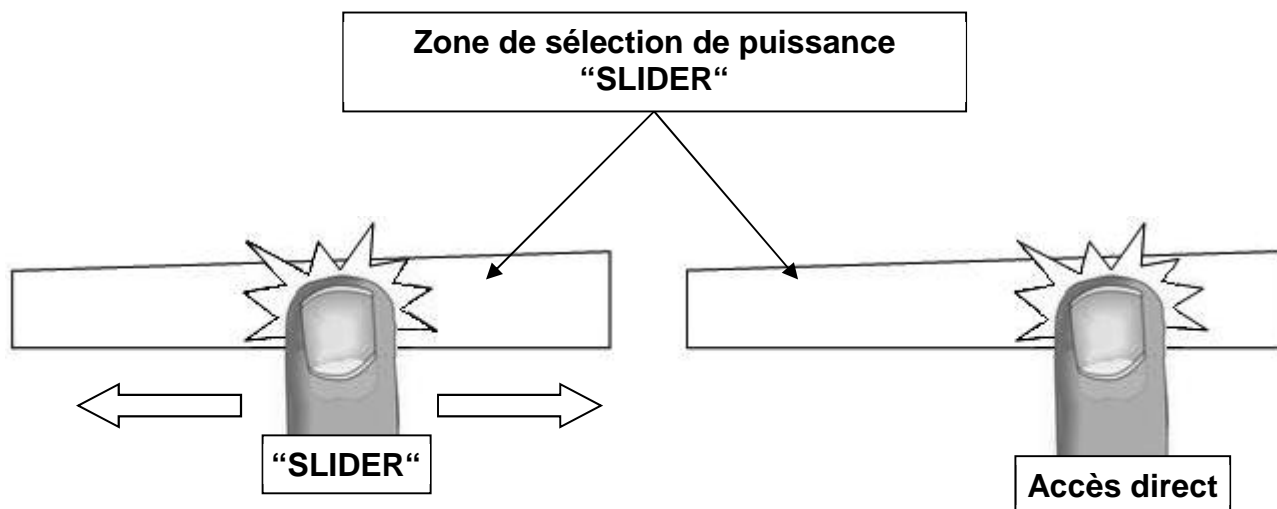 Zone de sélection de puissance
“SLIDER“
“SLIDER“
Accès direct